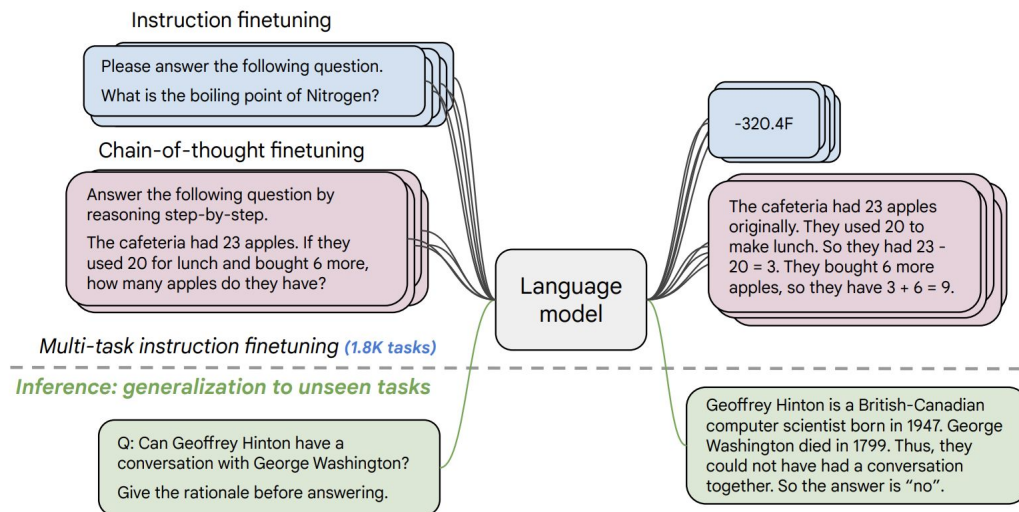 Instruction finetuning
Please answer the following question.
What is the boiling point of Nitrogen?
-320.4F
Chain-of-thought finetuning
Answer the following question by
reasoning step-by-step.
The cafeteria had 23 apples. If they
used 20 for lunch and bought 6 more,
how many apples do they have?
The cafeteria had 23 apples
originally. They used 20 to
make lunch. So they had 23 -
20 = 3. They bought 6 more
apples, so they have 3 + 6 = 9.
Language
model
Multi-task instruction finetuning (1.8K tasks)
Inference: generalization to unseen tasks
Q: Can Geoffrey Hinton have a
conversation with George Washington?
Give the rationale before answering.
Geoffrey Hinton is a British-Canadian
computer scientist born in 1947. George
Washington died in 1799. Thus, they
could not have had a conversation
together. So the answer is “no”.